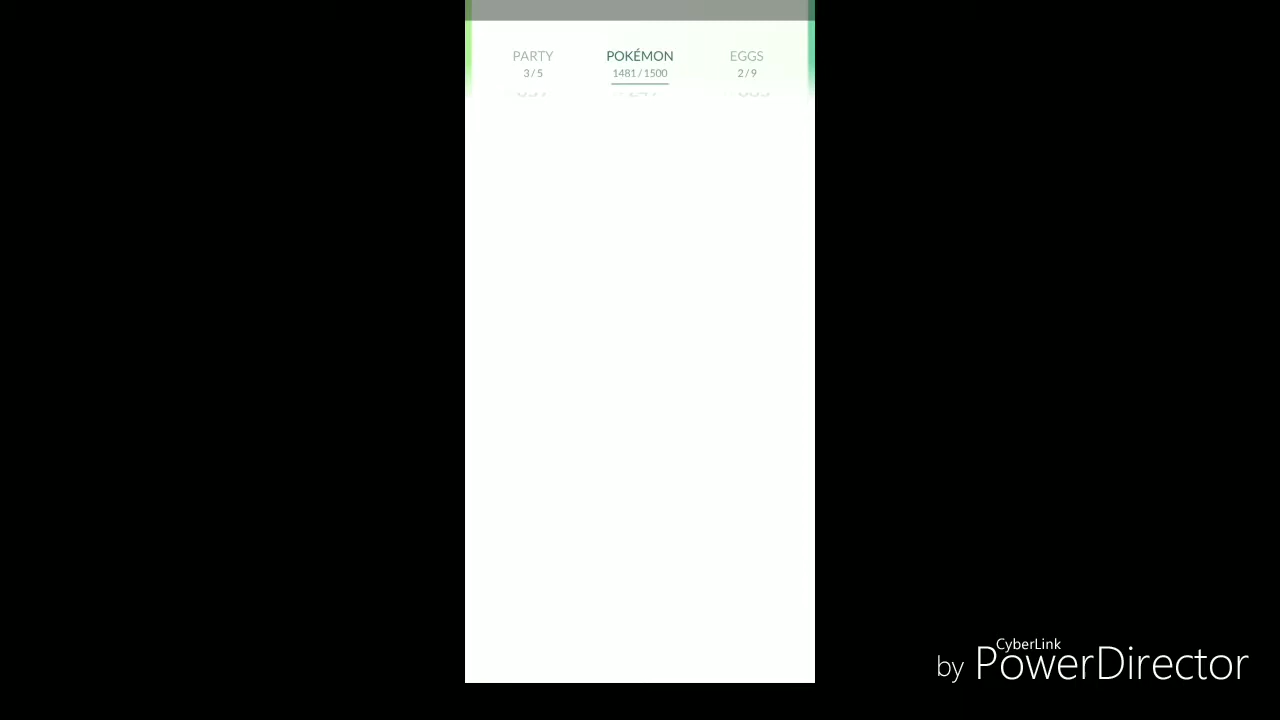 PARTY POKÉMON EGGS
3 / 5 1481 / 1500 2 / 9
CyberLink
by PowerDirector